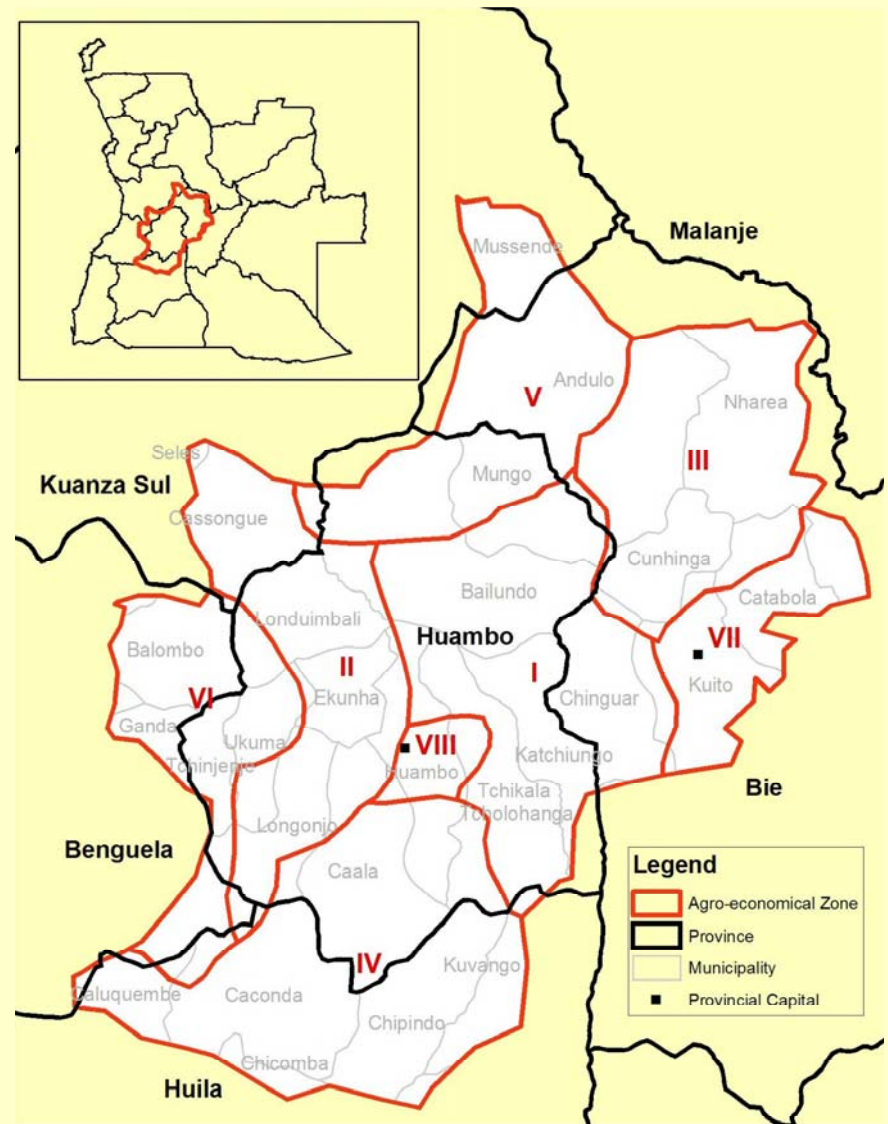 Malanje
Mussende
Andulo
V
Nharea
III
Seles
Kuanza Sul
Mungo
Cassongue
Cunhinga
Bailundo
Catabola
Londuimbali
Huambo
VII
Balombo
II
I
Kuito
Ekunha
Chinguar
VI
Ganda
Ukuma
VIII
Tchinjenje
Huambo
Katchiungo
Bie
Tchikala
Tcholohanga
Longonjo
Benguela
Caala
Legend
Agro-economical Zone
Province
Municipality
Provincial Capital
IV
Kuvango
Caluquembe
Caconda
Chipindo
Chicomba
Huila